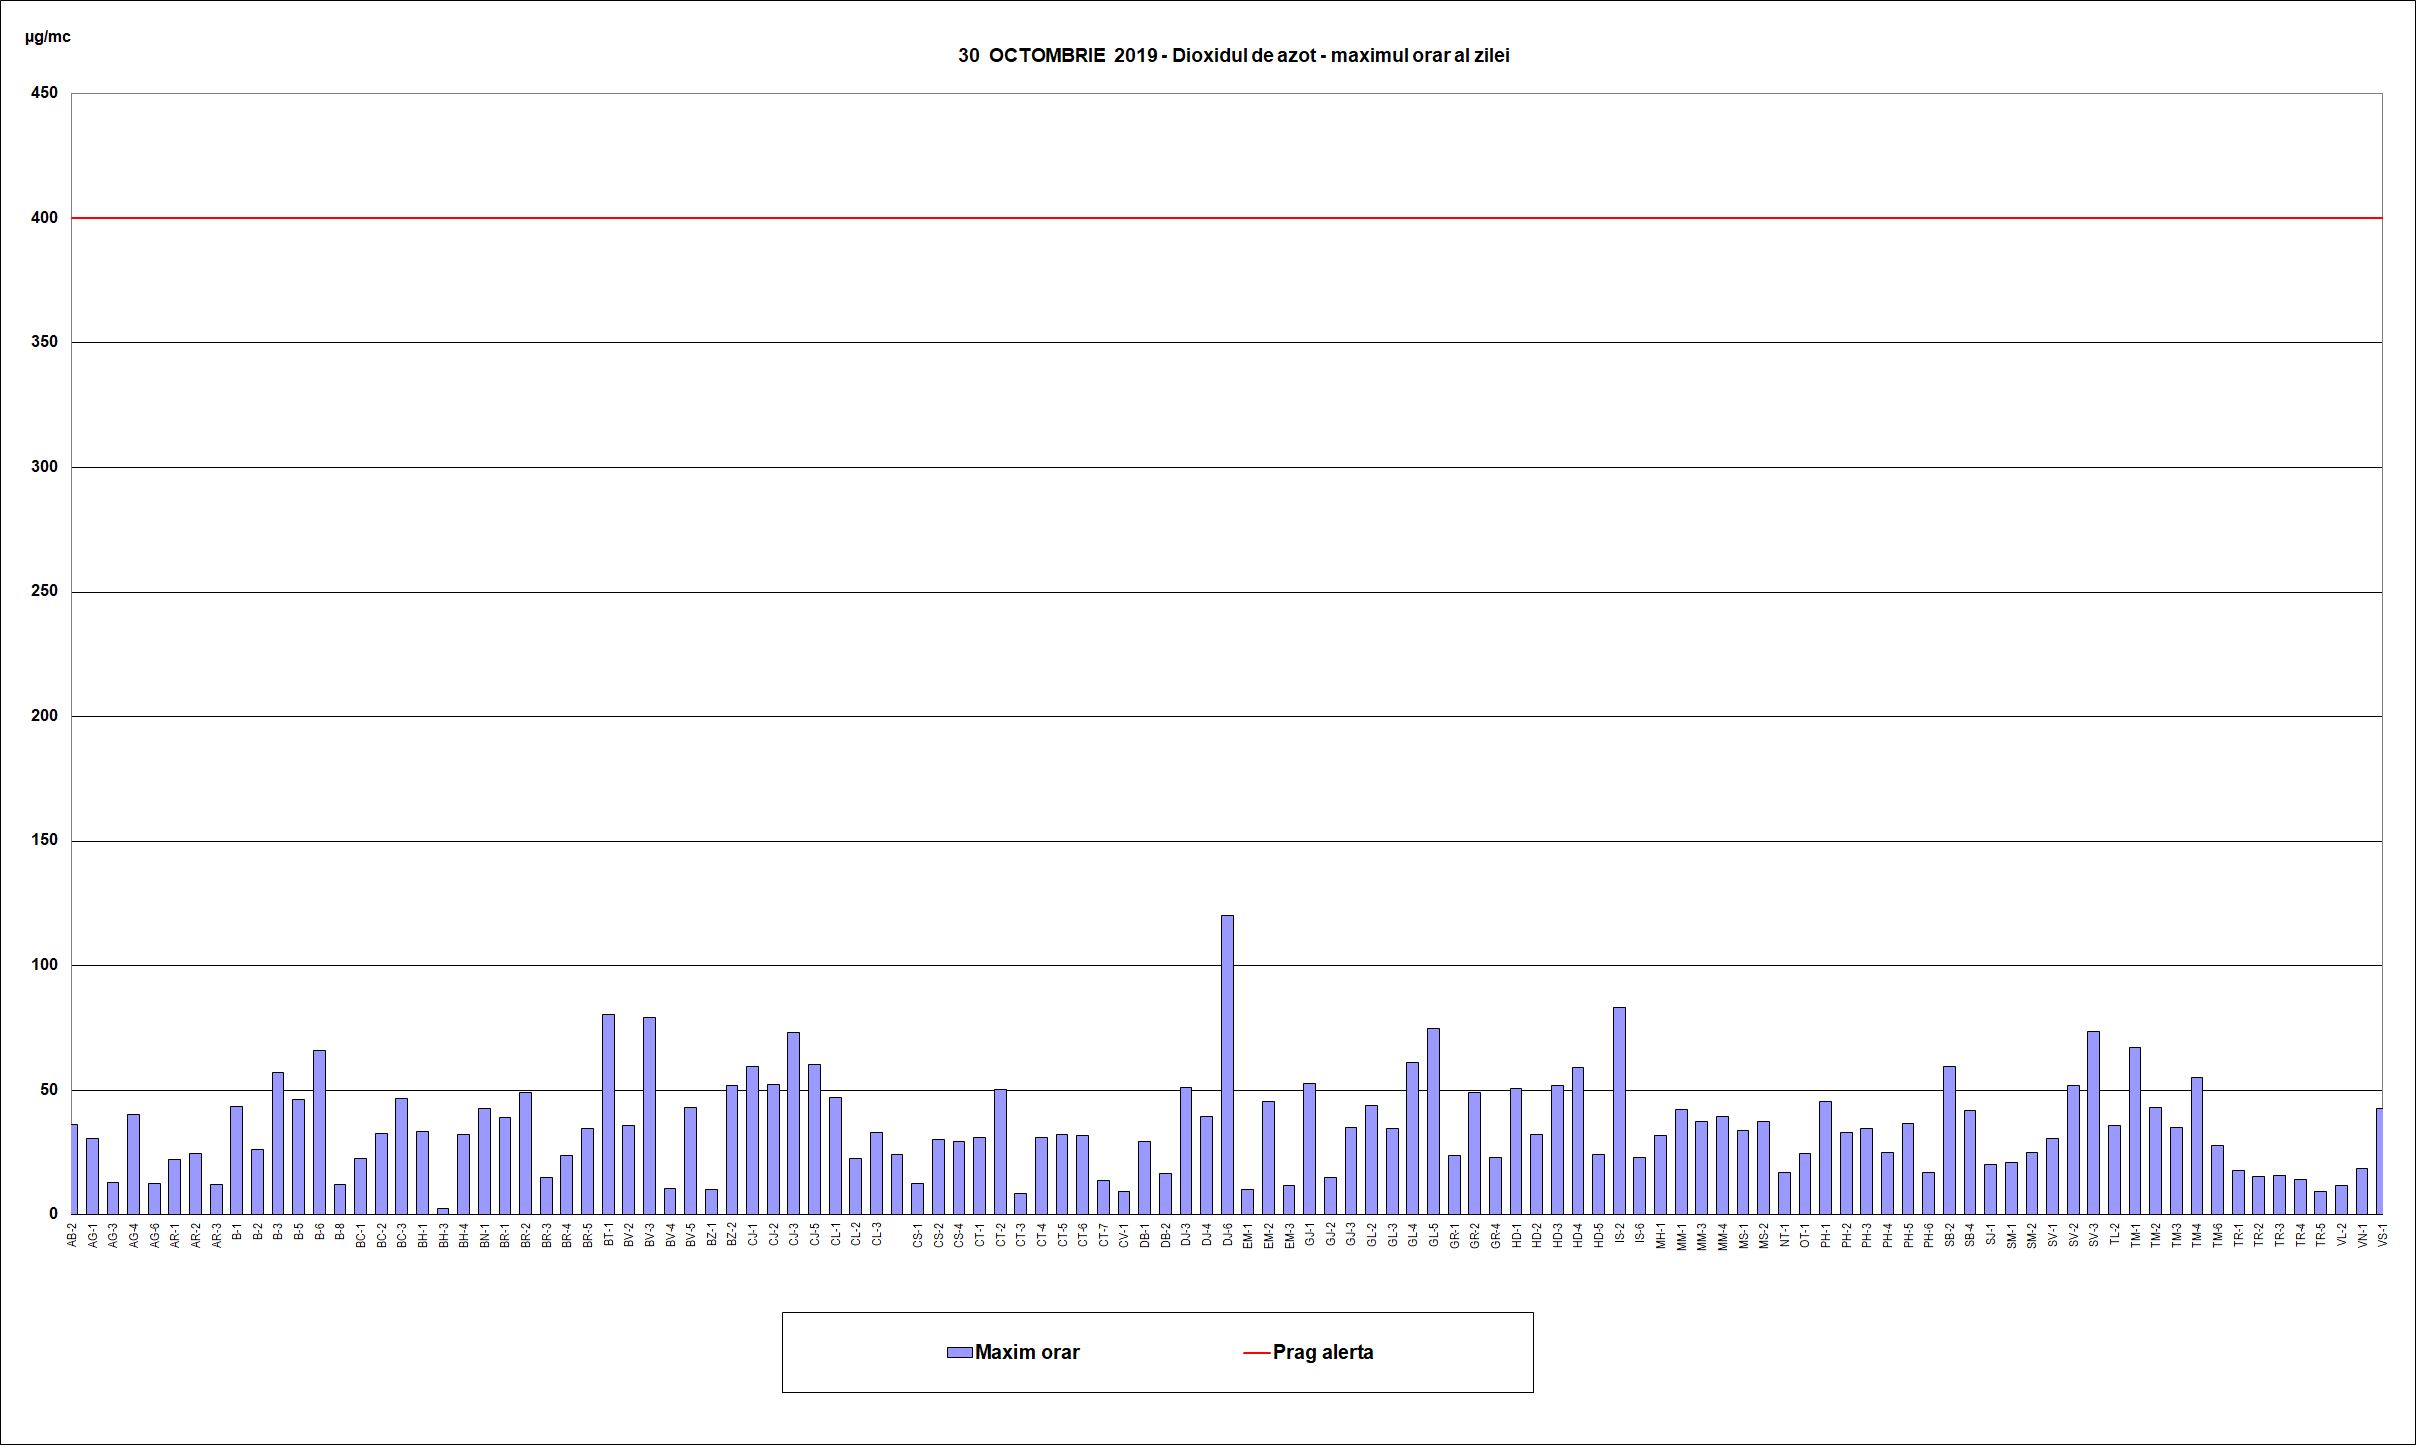 µg/mc
30 OCTOMBRIE 2019 - Dioxidul de azot - maximul orar al zilei
450
400
350
300
250
200
150
100
50
0
AB-2
AG-1
AG-3
AG-4
AG-6
AR-1
AR-2
AR-3
B-1
B-2
B-3
B-5
B-6
B-8
BC-1
BC-2
BC-3
BH-1
BH-3
BH-4
BN-1
BR-1
BR-2
BR-3
BR-4
BR-5
BT-1
BV-2
BV-3
BV-4
BV-5
BZ-1
BZ-2
CJ-1
CJ-2
CJ-3
CJ-5
CL-1
CL-2
CL-3
CS-1
CS-2
CS-4
CT-1
CT-2
CT-3
CT-4
CT-5
CT-6
CT-7
CV-1
DB-1
DB-2
DJ-3
DJ-4
DJ-6
EM-1
EM-2
EM-3
GJ-1
GJ-2
GJ-3
GL-2
GL-3
GL-4
GL-5
GR-1
GR-2
GR-4
HD-1
HD-2
HD-3
HD-4
HD-5
IS-2
IS-6
MH-1
MM-1
MM-3
MM-4
MS-1
MS-2
NT-1
OT-1
PH-1
PH-2
PH-3
PH-4
PH-5
PH-6
SB-2
SB-4
SJ-1
SM-1
SM-2
SV-1
SV-2
SV-3
TL-2
TM-1
TM-2
TM-3
TM-4
TM-6
TR-1
TR-2
TR-3
TR-4
TR-5
VL-2
VN-1
VS-1
Maxim orar
Prag alerta